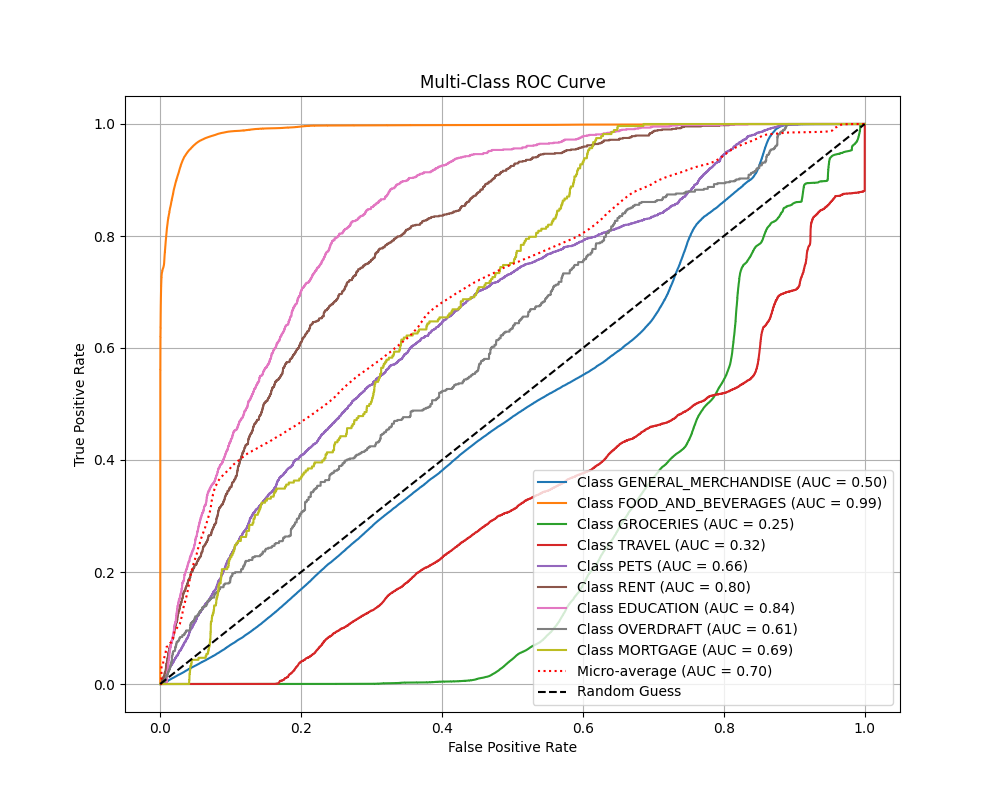 Multi-Class ROC Curve
True Positive Rate
1.0
0.8
0.6
0.4
0.2
0.0
Class GENERAL_MERCHANDISE (AUC = 0.50)
Class FOOD_AND_BEVERAGES (AUC = 0.99)
Class GROCERIES (AUC = 0.25)
Class TRAVEL (AUC = 0.32)
Class PETS (AUC = 0.66)
Class RENT (AUC = 0.80)
Class EDUCATION (AUC = 0.84)
Class OVERDRAFT (AUC = 0.61)
Class MORTGAGE (AUC = 0.69)
Micro-average (AUC = 0.70)
Random Guess
0.0 0.2 0.4 0.6 0.8 1.0
False Positive Rate